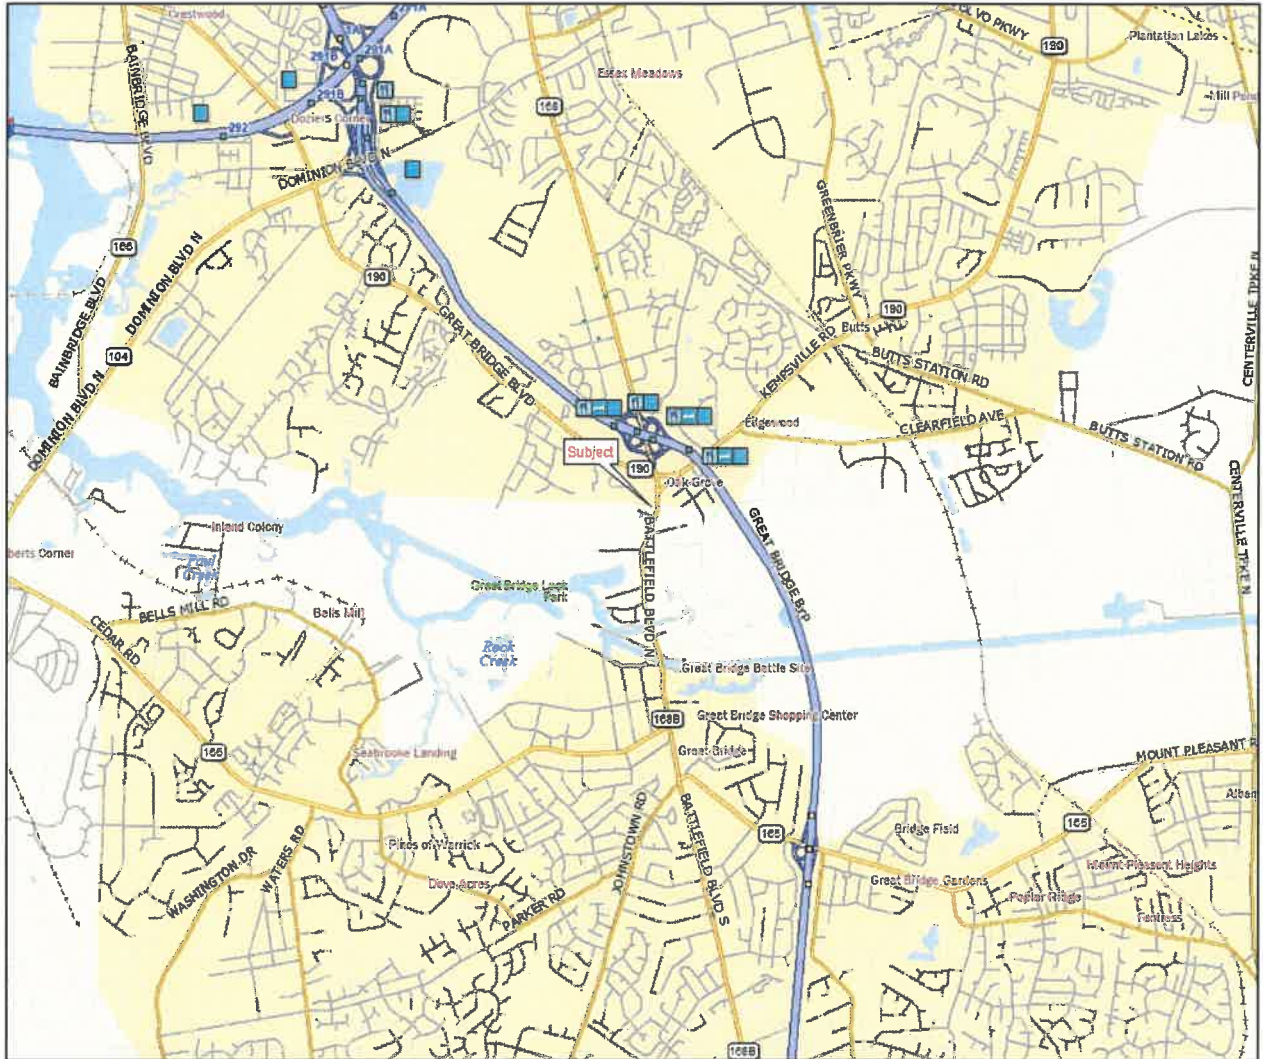 Crestwood
291A
VOLVO PKWY
190
Plantation Lakes
BAINBRIDGE BLVD
291A
291B
Essex Meadows
168
291B
Doziers Corner
292
DOMINION BLVD N
GREENBRIER PKWY
166
DOMINION BLVD N
190
BAINBRIDGE BLVD
104
GREAT BRIDGE BLVD
190
Butts
KEMPSVILLE RD
BUTTS STATION RD
CENTERVILLE TPKE N
DOMINION BLVD N
Edgewood
CLEARFIELD AVE
BUTTS STATION RD
Subject
190
Oak Grove
CENTERVILLE TPKE N
Inland Colony
BATTLEFIELD BLVD N
GREAT BRIDGE BYP
berts Corner
Great Bridge Lock
Park
BELLS MILL RD
Bells Mill
CEDAR RD
Rock
Creek
Great Bridge Battle Site
168B
Great Bridge Shopping Center
165
Seabrooke Landing
Great Bridge
MOUNT PLEASANT R
JOHNSTOWN RD
BATTLEFIELD BLVD S
165
Bridge Field
165
WASHINGTON DR
WATERS RD
Pikes of Warrick
Dove Acres
Mount Pleasant Heights
Great Bridge Gardens
PARKER RD
Poplar Ridge
Fentress
168B